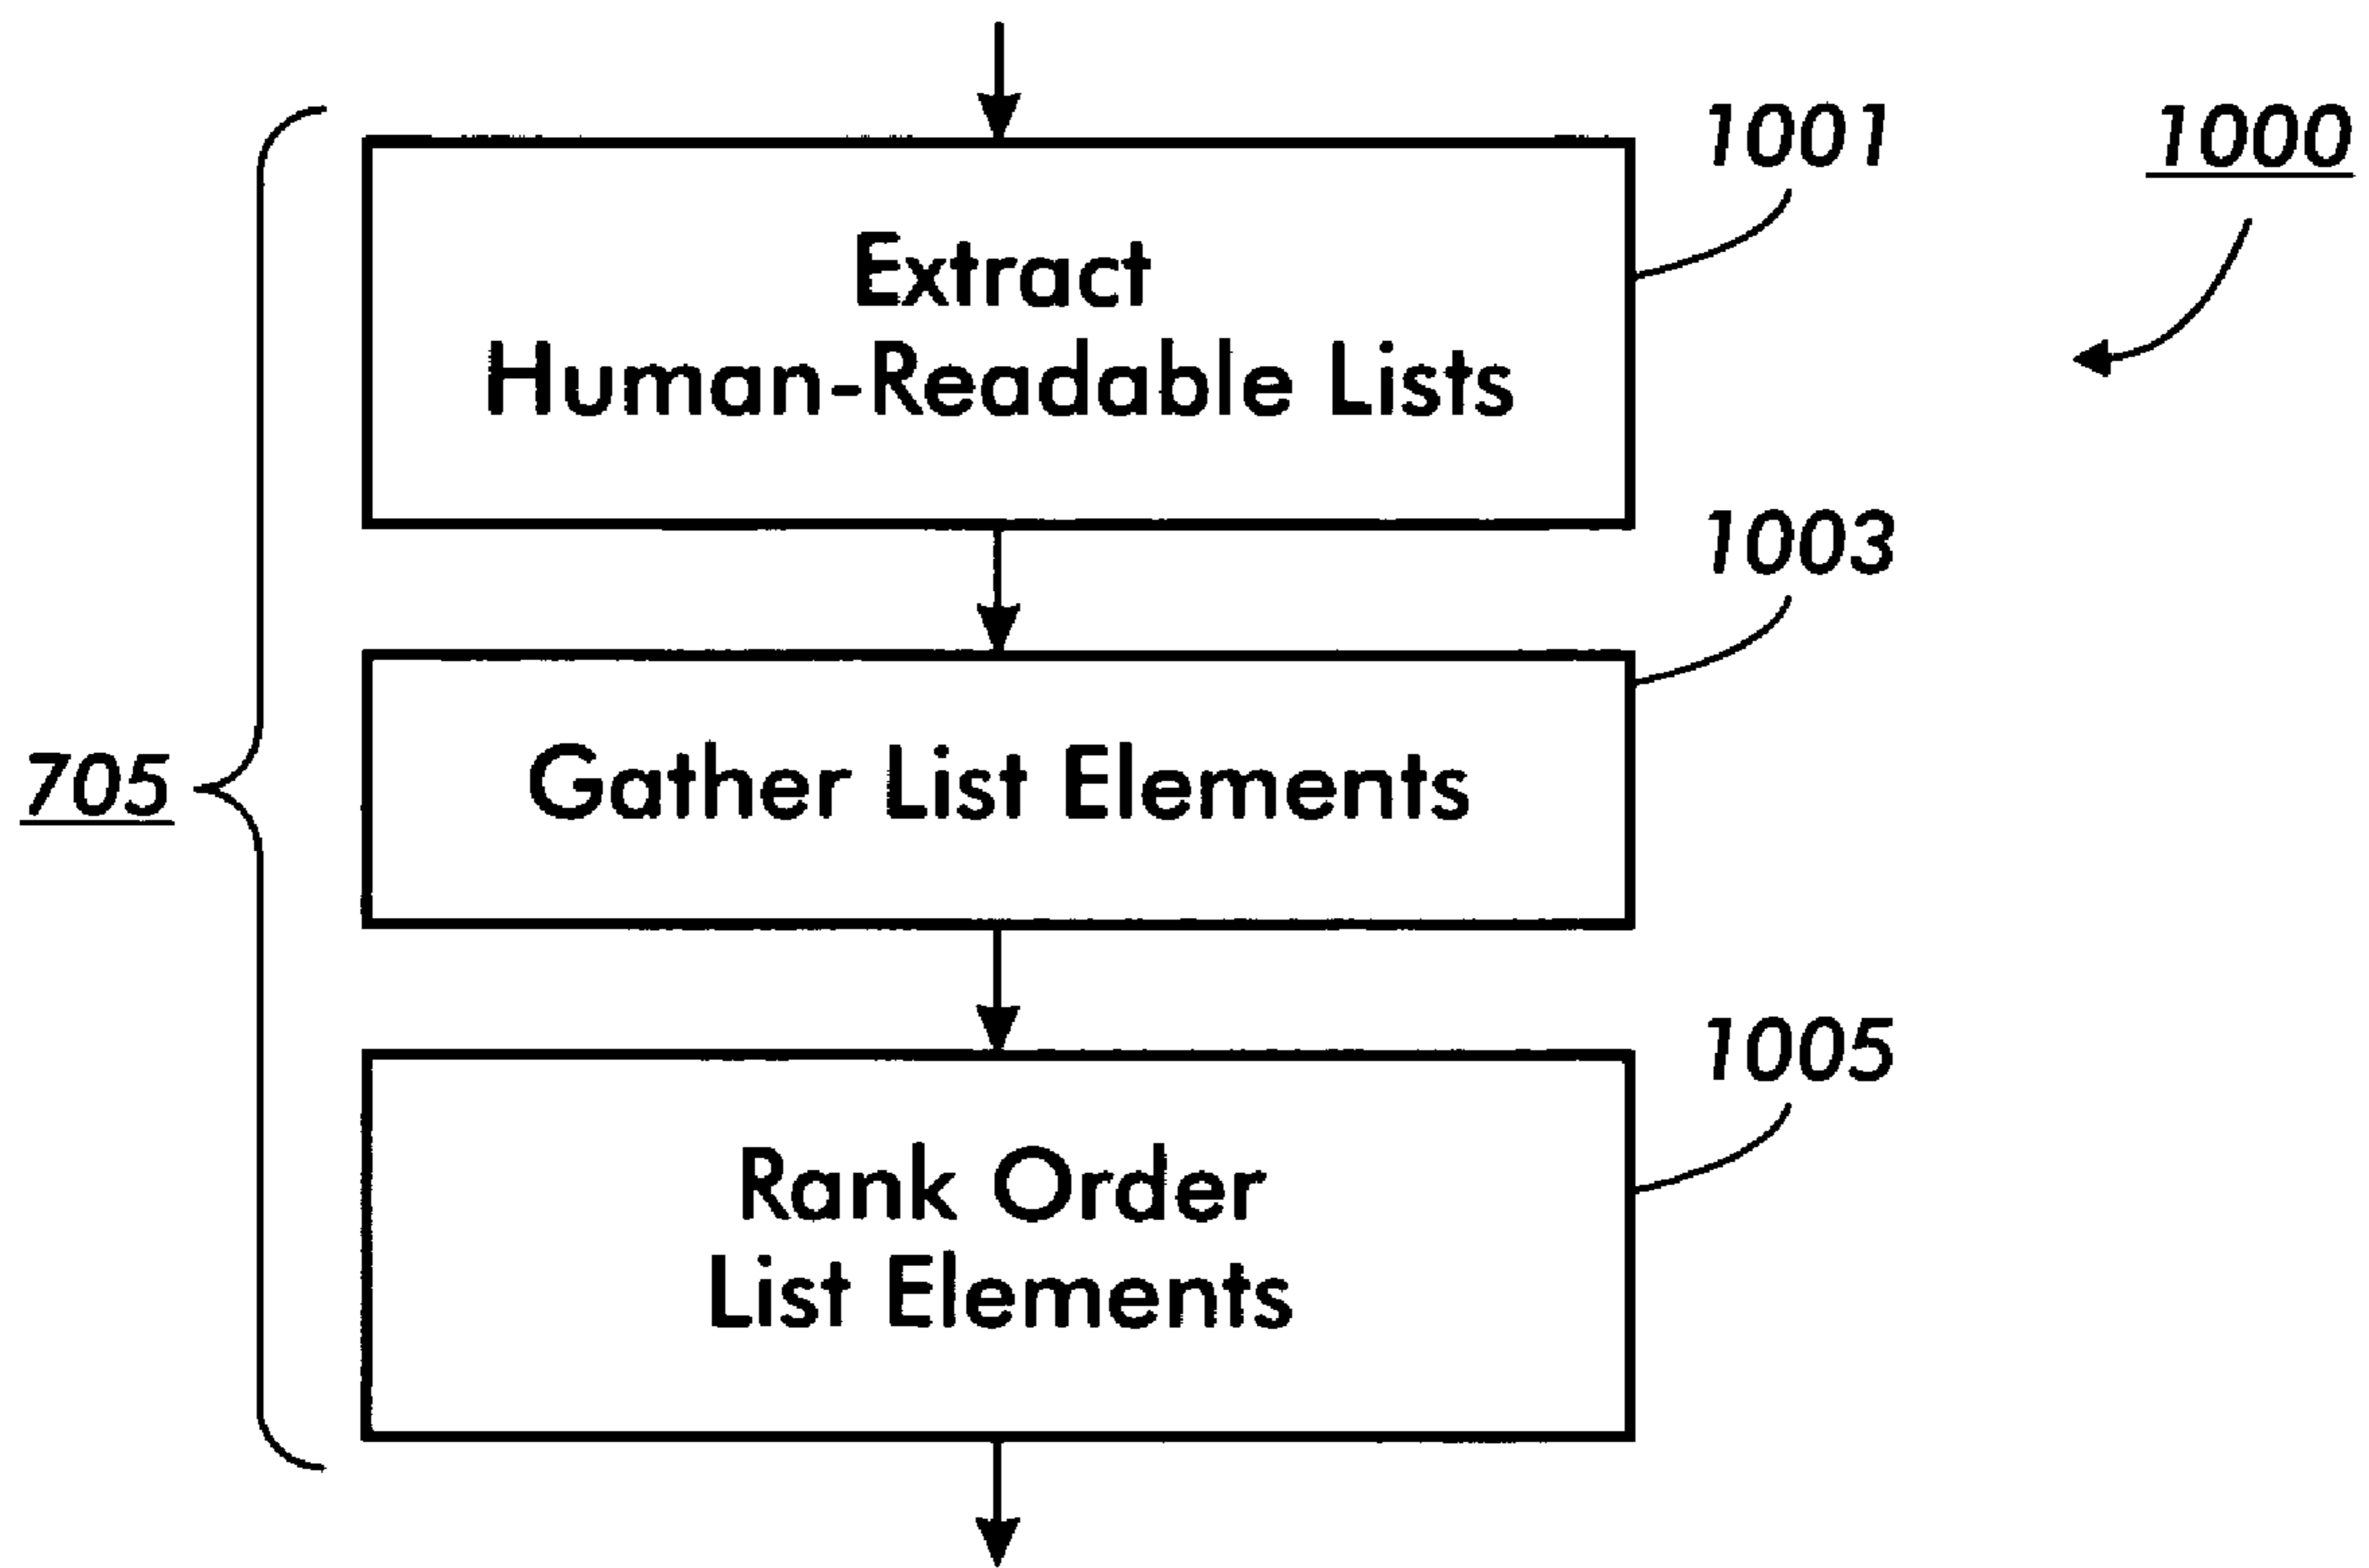 1001
1000
Extract
Human-Readable Lists
1003
705
Gather List Elements
1005
Rank Order
List Elements